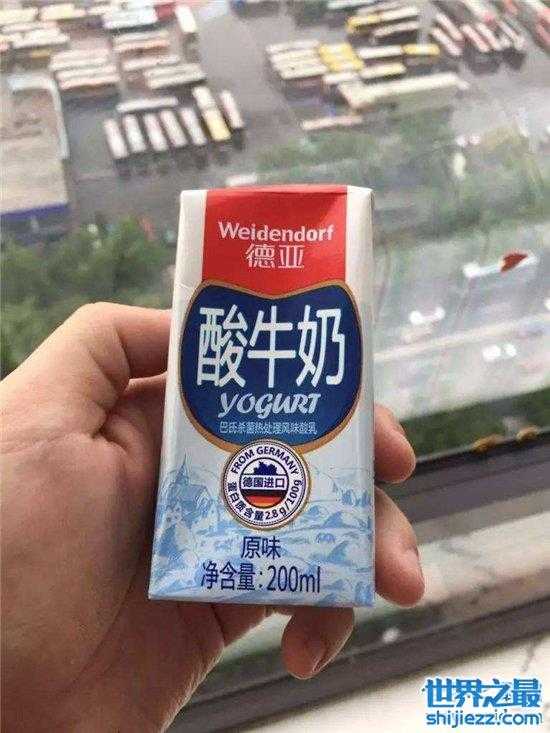 Weidendorf
德亚
酸牛奶
YOGURT
巴氏杀菌热处理风味酸乳
FROM GERMANY
德国进口
蛋白质含量2.8g/100g
原味
净含量:200ml
世界之最
shijiezzi.com